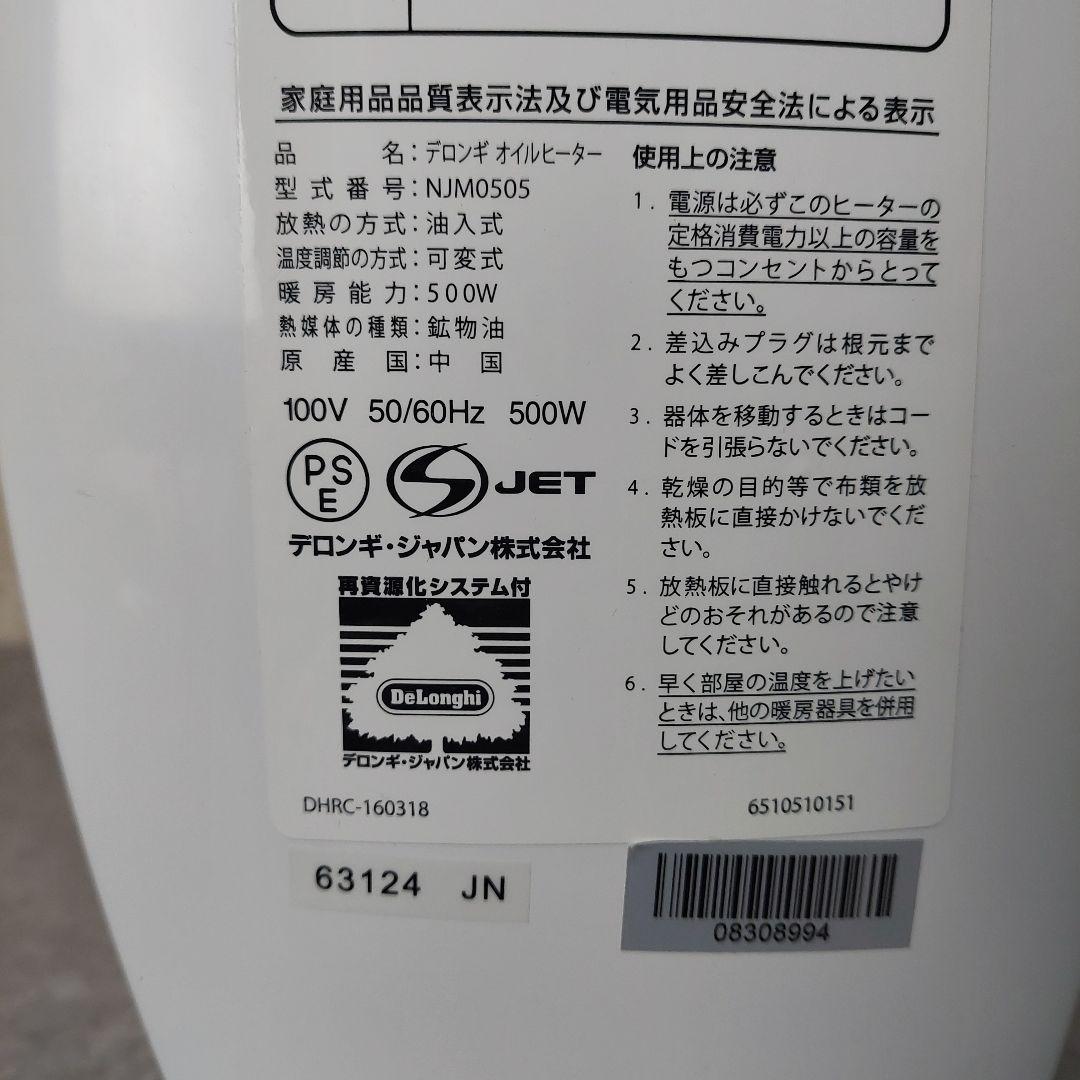 家庭用品品質表示法及び電気用品安全法による表示
品名：デロンギ オイルヒーター
型式番号：NJM0505
放熱の方式：油入式
温度調節の方式：可変式
暖房能力：500W
熱媒体の種類：鉱物油
原産国：中国
100V 50/60Hz 500W
PS
E
S JET
デロンギ・ジャパン株式会社
再資源化システム付
DeLonghi
デロンギ・ジャパン株式会社
DHRC-160318
使用上の注意
1. 電源は必ずこのヒーターの
定格消費電力以上の容量を
もつコンセントからとって
ください。
2. 差込みプラグは根元まで
よく差しこんでください。
3. 器体を移動するときはコー
ドを引張らないでください。
4. 乾燥の目的等で布類を放
熱板に直接かけないでくだ
さい。
5. 放熱板に直接触れるとやけ
どのおそれがあるので注意
してください。
6. 早く部屋の温度を上げたい
ときは、他の暖房器具を併用
してください。
6510510151
63124 JN
08308994